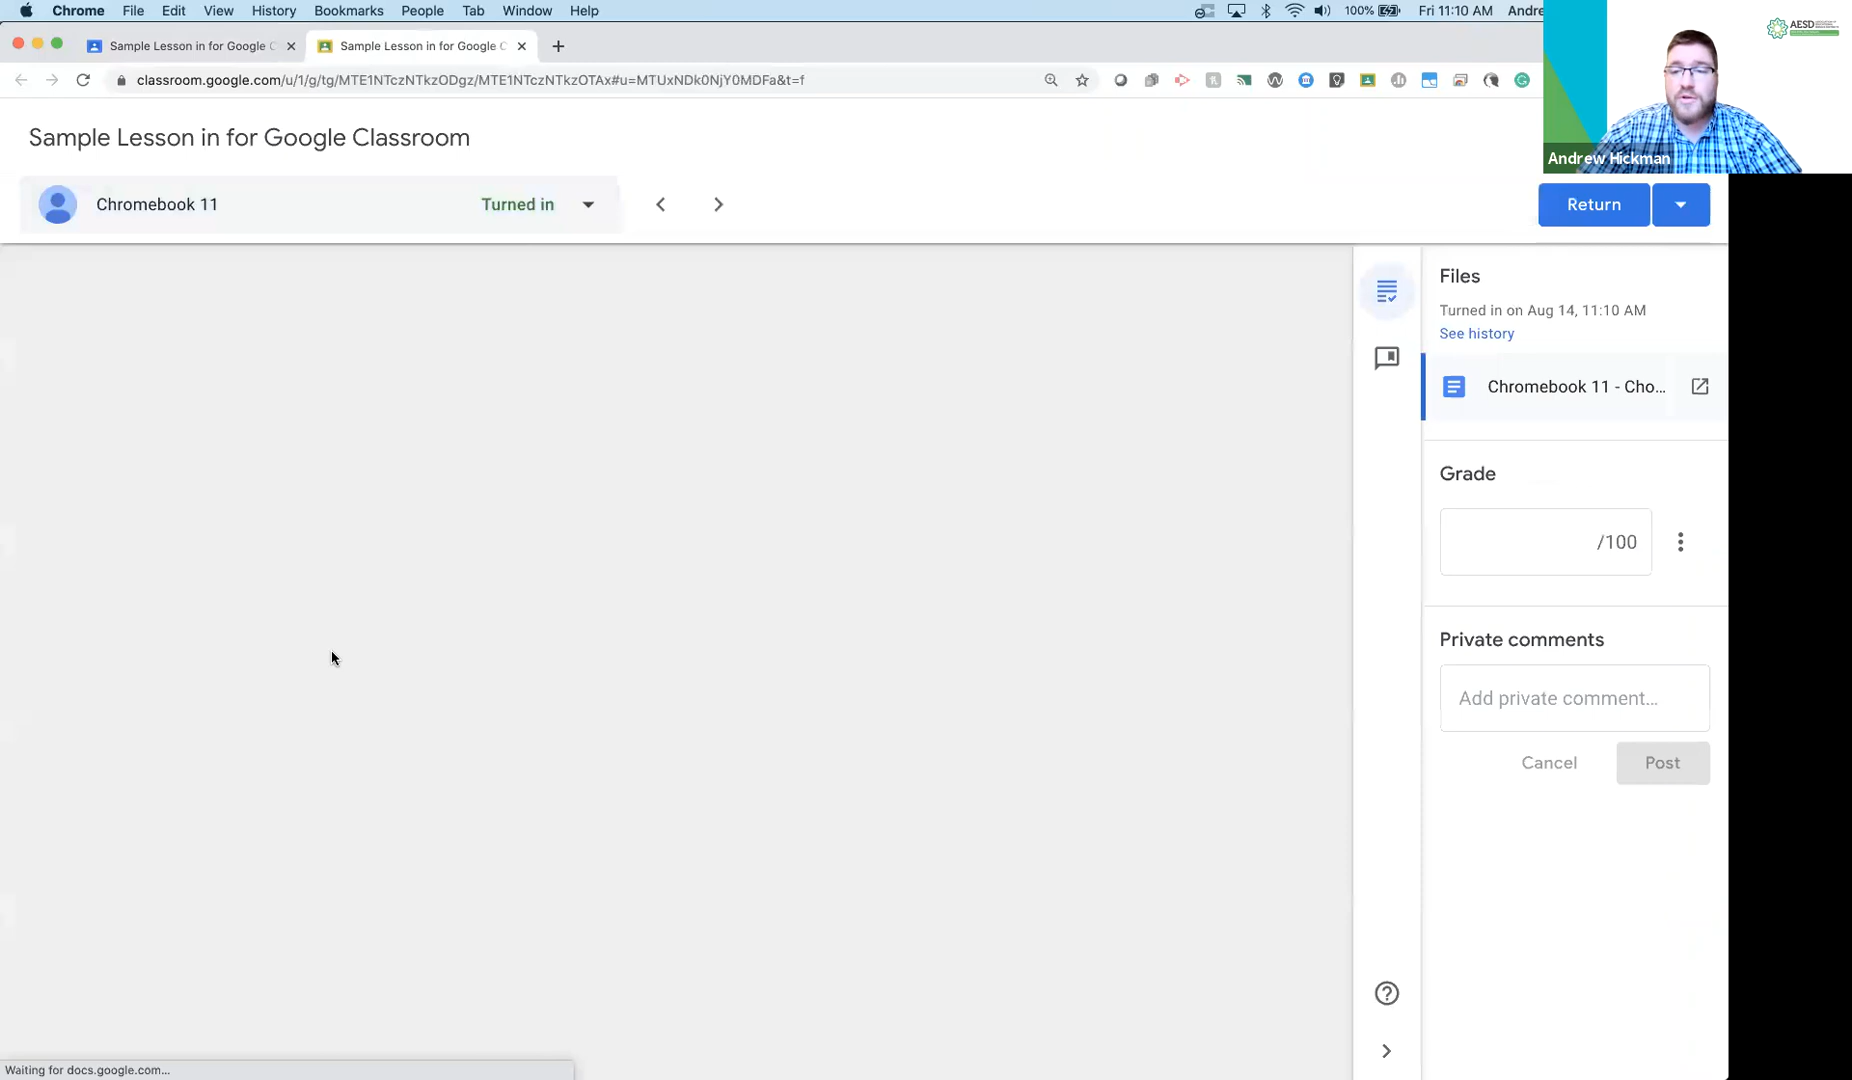 Chrome File Edit View History Bookmarks People Tab Window Help 100% Fri 11:10 AM Andre
AESD
Sample Lesson in for Google C
Sample Lesson in for Google C
classroom.google.com/u/1/g/tg/MTE1NTczNTkzODgz/MTE1NTczNTkzOTAx#u=MTUxNDk0NjY0MDFa&t=f
Sample Lesson in for Google Classroom
Andrew Hickman
Chromebook 11 Turned in
Return
Files
Turned in on Aug 14, 11:10 AM
See history
Chromebook 11 - Cho...
Grade
/100
Private comments
Add private comment...
Cancel Post
Waiting for docs.google.com...